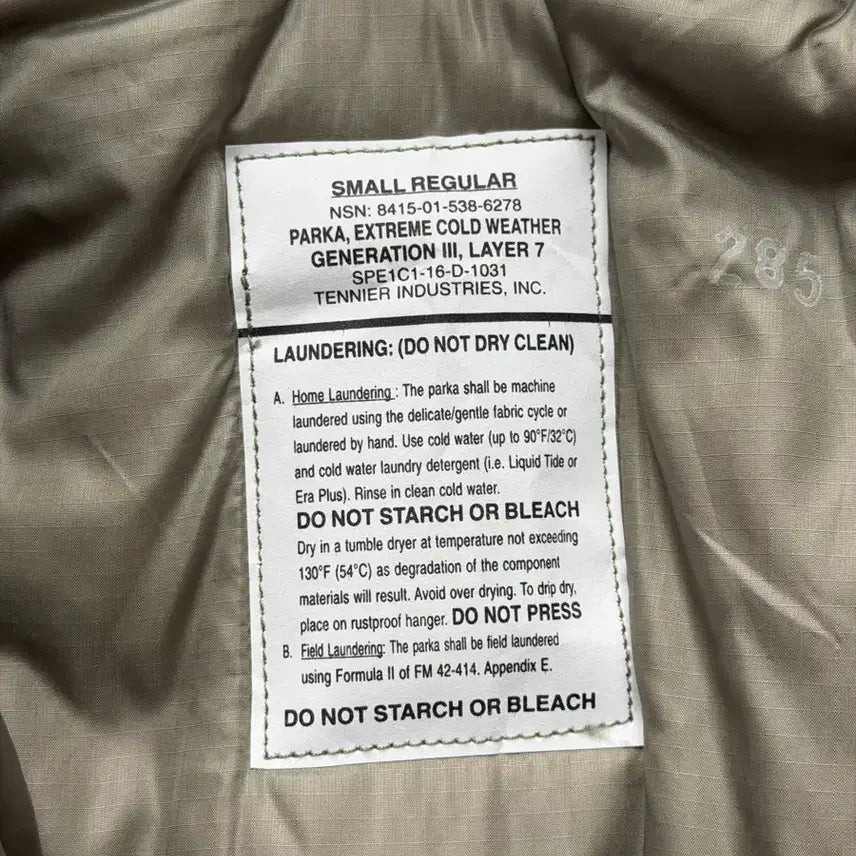 SMALL REGULAR
NSN: 8415-01-538-6278
PARKA, EXTREME COLD WEATHER
GENERATION III, LAYER 7
SPE1C1-16-D-1031
TENNIER INDUSTRIES, INC.
285
LAUNDERING: (DO NOT DRY CLEAN)
A. Home Laundering : The parka shall be machine
laundered using the delicate/gentle fabric cycle or
laundered by hand. Use cold water (up to 90°F/32°C)
and cold water laundry detergent (i.e. Liquid Tide or
Era Plus). Rinse in clean cold water.
DO NOT STARCH OR BLEACH
Dry in a tumble dryer at temperature not exceeding
130°F (54°C) as degradation of the component
materials will result. Avoid over drying. To drip dry,
place on rustproof hanger. DO NOT PRESS
B. Field Laundering: The parka shall be field laundered
using Formula II of FM 42-414. Appendix E.
DO NOT STARCH OR BLEACH